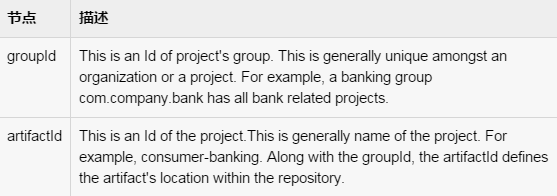 节点 描述
groupId This is an Id of project's group. This is generally unique amongst an
organization or a project. For example, a banking group
com.company.bank has all bank related projects.
artifactId This is an Id of the project.This is generally name of the project. For
example, consumer-banking. Along with the groupId, the artifactId defines
the artifact's location within the repository.